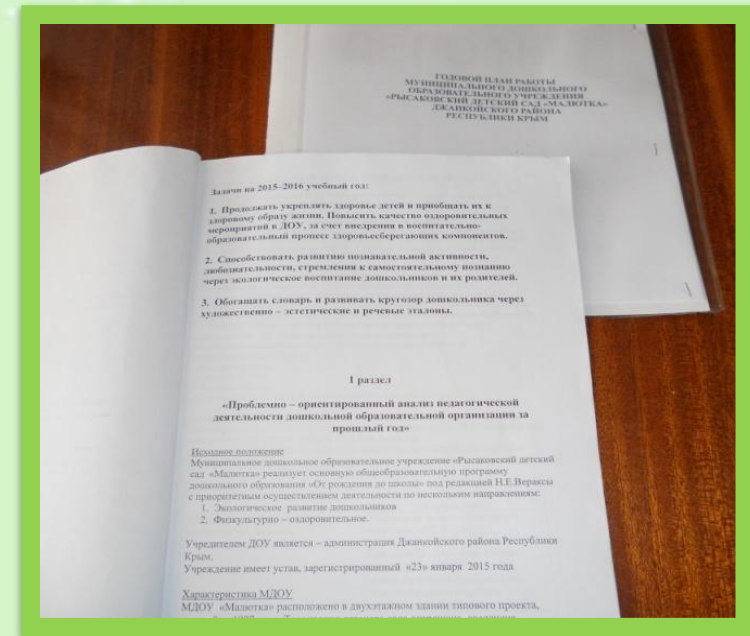 ГОДОВОЙ ПЛАН РАБОТЫ
МУНИЦИПАЛЬНОГО ДОШКОЛЬНОГО
ОБРАЗОВАТЕЛЬНОГО УЧРЕЖДЕНИЯ
«РЫСАКОВСКИЙ ДЕТСКИЙ САД «МАЛЮТКА»
ДЖАНКОЙСКОГО РАЙОНА
РЕСПУБЛИКИ КРЫМ
Задачи на 2015–2016 учебный год:
1. Продолжать укреплять здоровье детей и приобщать их к
здоровому образу жизни. Повысить качество оздоровительных
мероприятий в ДОУ, за счет внедрения в воспитательно-
образовательный процесс здоровьесберегающих компонентов.
2. Способствовать развитию познавательной активности,
любознательности, стремления к самостоятельному познанию
через экологическое воспитание дошкольников и их родителей.
3. Обогащать словарь и развивать кругозор дошкольника через
художественно – эстетические и речевые эталоны.
1 раздел
«Проблемно – ориентированный анализ педагогической
деятельности дошкольной образовательной организации за
прошлый год»
Исходное положение
Муниципальное дошкольное образовательное учреждение «Рысаковский детский
сад «Малютка» реализует основную общеобразовательную программу
дошкольного образования «От рождения до школы» под редакцией Н.Е.Вераксы
с приоритетным осуществлением деятельности по нескольким направлениям:
1. Экологическое развитие дошкольников
2. Физкультурно – оздоровительное.
Учредителем ДОУ является – администрация Джанкойского района Республики
Крым.
Учреждение имеет устав, зарегистрированный «23» января 2015 года
Характеристика МДОУ
МДОУ «Малютка» расположено в двухэтажном здании типового проекта,